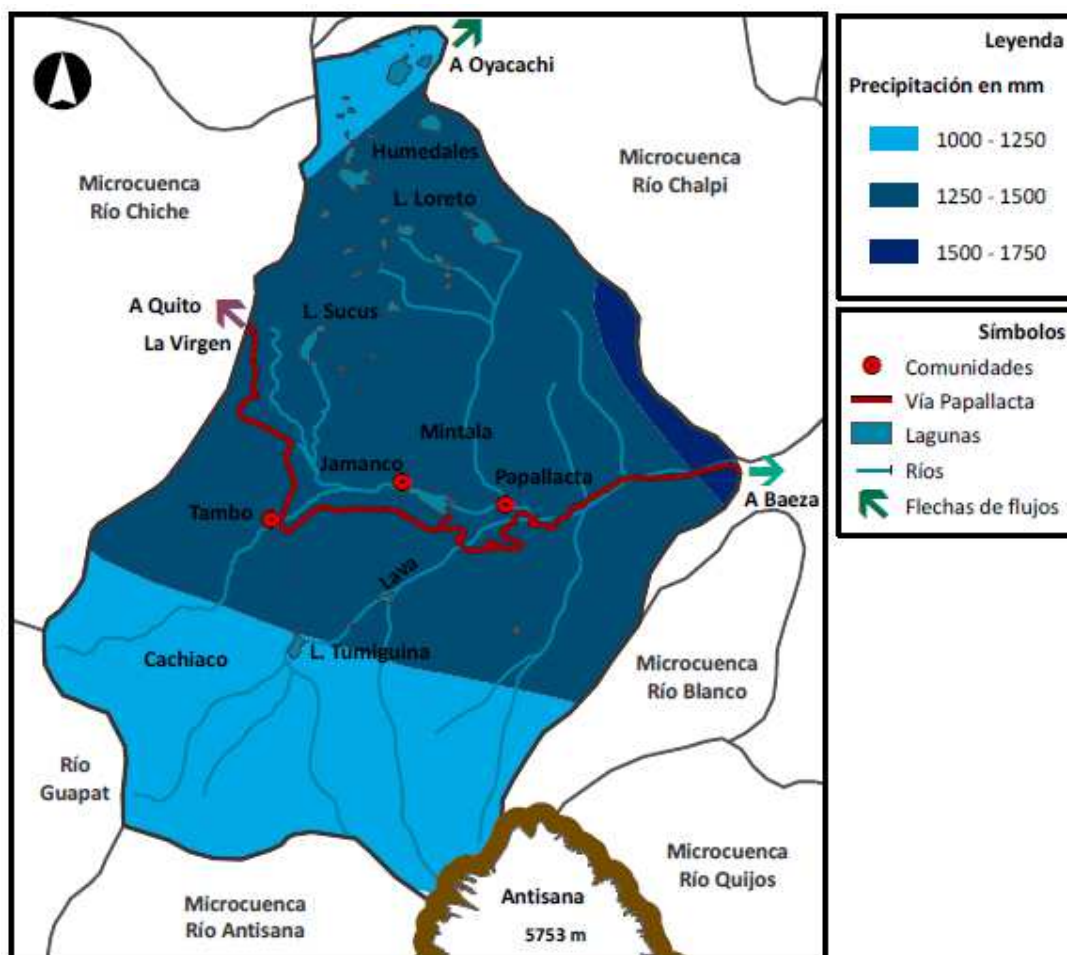 A Oyacachi
Humedales
Microcuenca
Río Chalpi
Microcuenca
Río Chiche
L. Loreto
A Quito
L. Sucus
La Virgen
Mintala
Jamanco
Papallacta
A Baeza
Tambo
Lava
Cachiaco
L. Tumiguina
Microcuenca
Río Blanco
Río
Guapat
Microcuenca
Río Quijos
Microcuenca
Río Antisana
Antisana
5753 m
Leyenda
Precipitación en mm
1000 - 1250
1250 - 1500
1500 - 1750
Símbolos
Comunidades
Vía Papallacta
Lagunas
Ríos
Flechas de flujos